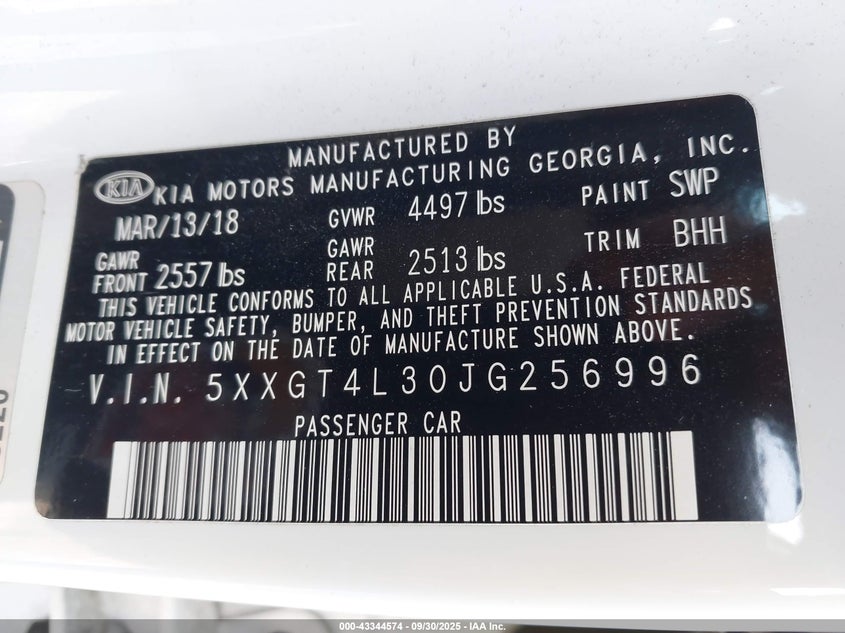 MANUFACTURED BY
KIA KIA MOTORS MANUFACTURING GEORGIA, INC.
MAR/13/18 GVWR 4497 lbs PAINT SWP
GAWR FRONT 2557 lbs GAWR REAR 2513 lbs TRIM BHH
THIS VEHICLE CONFORMS TO ALL APPLICABLE U.S.A. FEDERAL
MOTOR VEHICLE SAFETY, BUMPER, AND THEFT PREVENTION STANDARDS
IN EFFECT ON THE DATE OF MANUFACTURE SHOWN ABOVE.
V.I.N. 5XXGT4L30JG256996
PASSENGER CAR
000-43344574 - 09/30/2025 - IAA Inc.